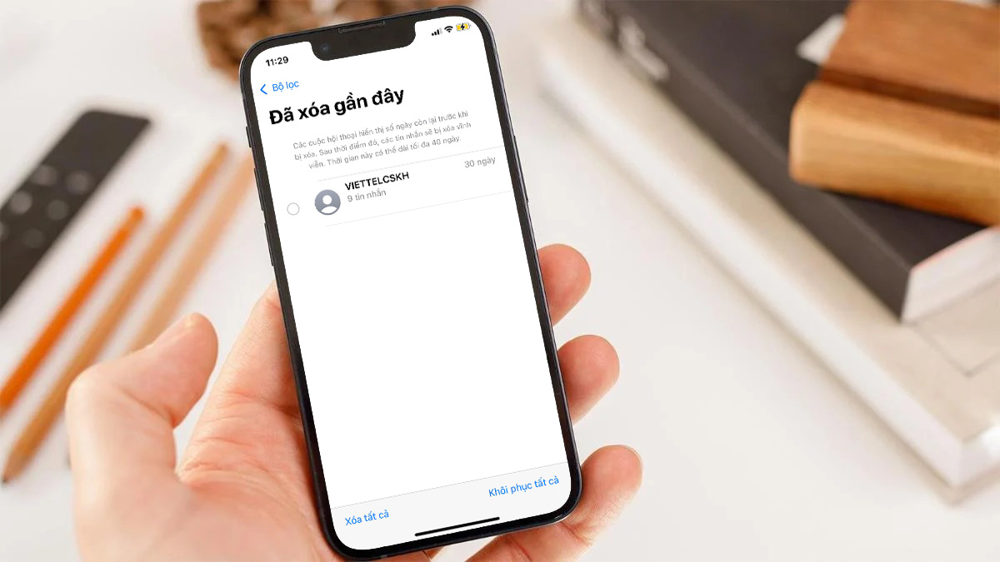 11:29
Bộ lọc
Đã xóa gần đây
Các cuộc hội thoại hiển thị số ngày còn lại trước khi
bị xóa. Sau thời điểm đó, các tin nhắn sẽ bị xóa vĩnh
viễn. Thời gian này có thể dài tối đa 40 ngày.
VIETTELCSKH
30 ngày
9 tin nhắn
Xóa tất cả
Khôi phục tất cả